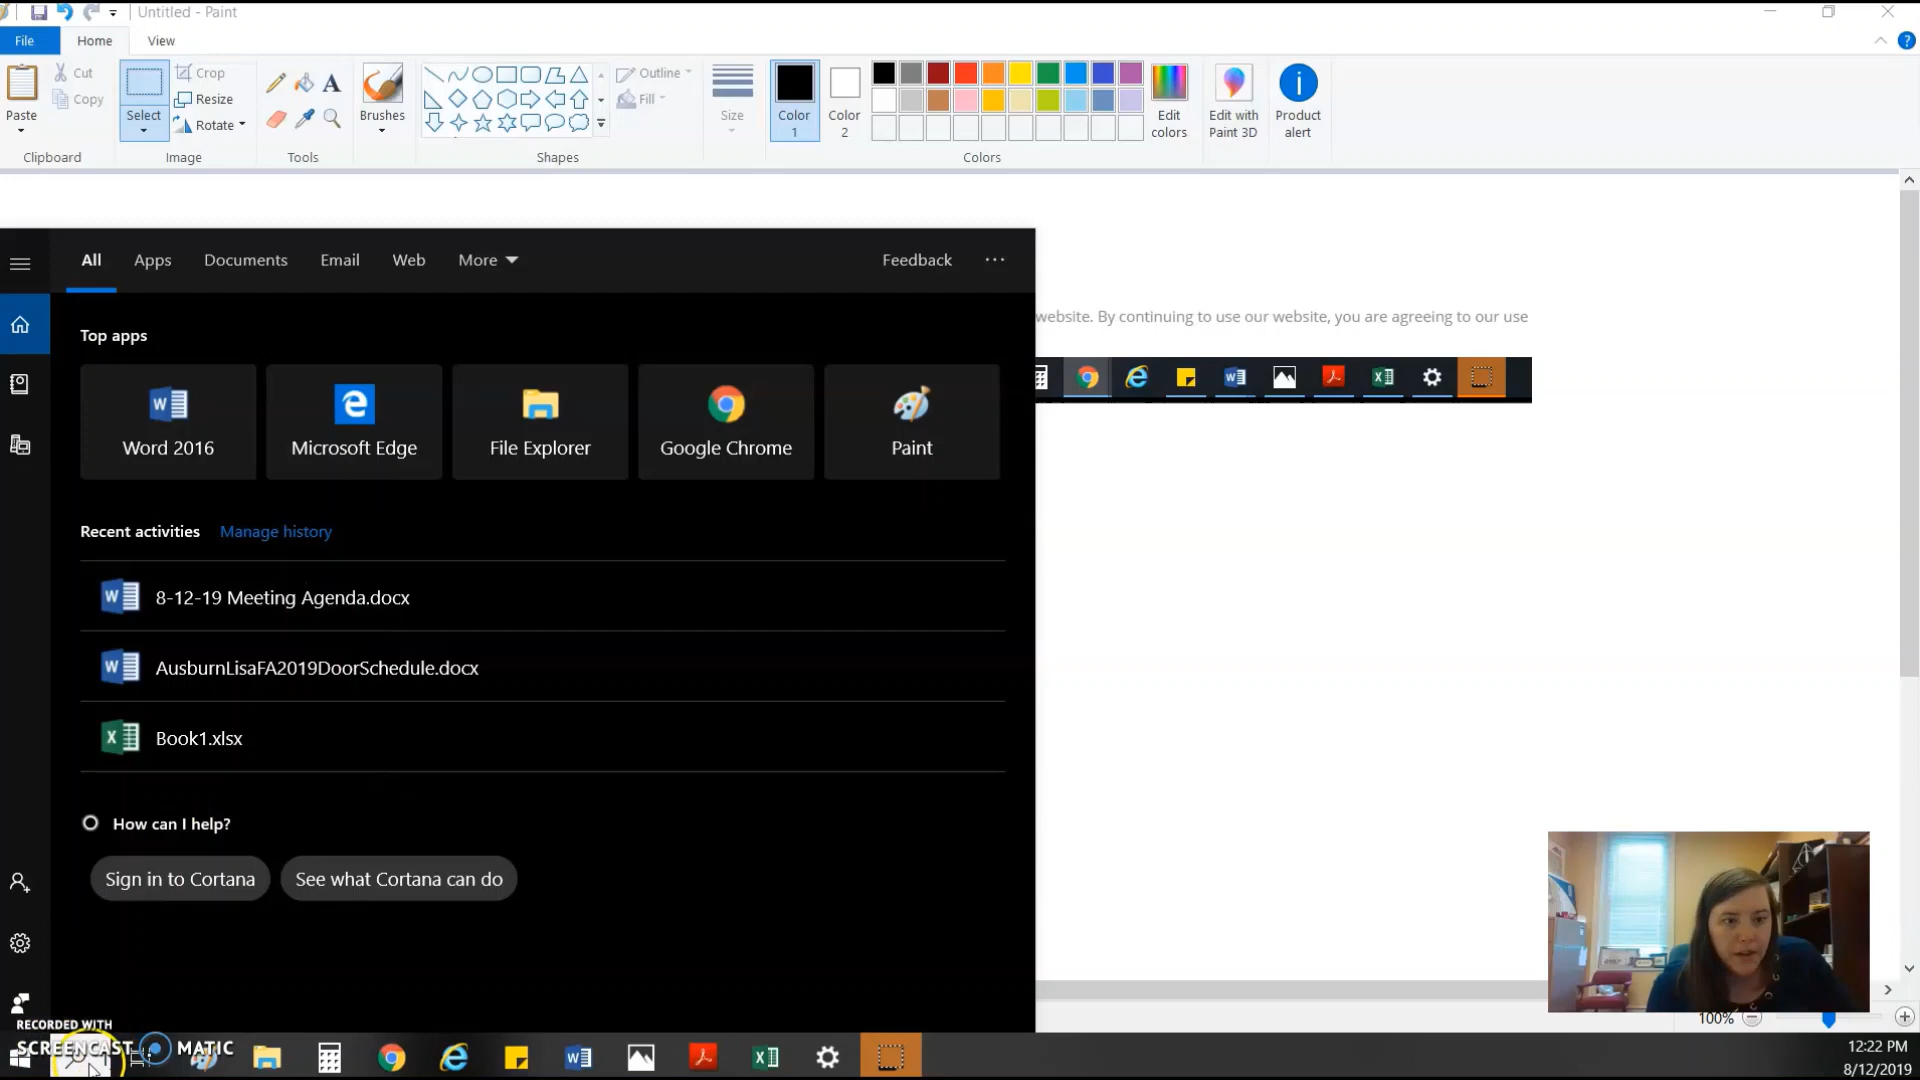 Untitled - Paint
File Home View
Paste
Cut
Copy
Clipboard
Select
Crop
Resize
Rotate
Image
A
Tools
Brushes
Shapes
Outline
Fill
Size
Color 1
Color 2
Colors
Edit colors
Edit with Paint 3D
Product alert
All Apps Documents Email Web More Feedback ...
website. By continuing to use our website, you are agreeing to our use
Top apps
Word 2016
Microsoft Edge
File Explorer
Google Chrome
Paint
Recent activities Manage history
8-12-19 Meeting Agenda.docx
AusburnLisaFA2019DoorSchedule.docx
Book1.xlsx
How can I help?
Sign in to Cortana See what Cortana can do
100%
RECORDED WITH
SCREENCAST MATIC
12:22 PM
8/12/2019